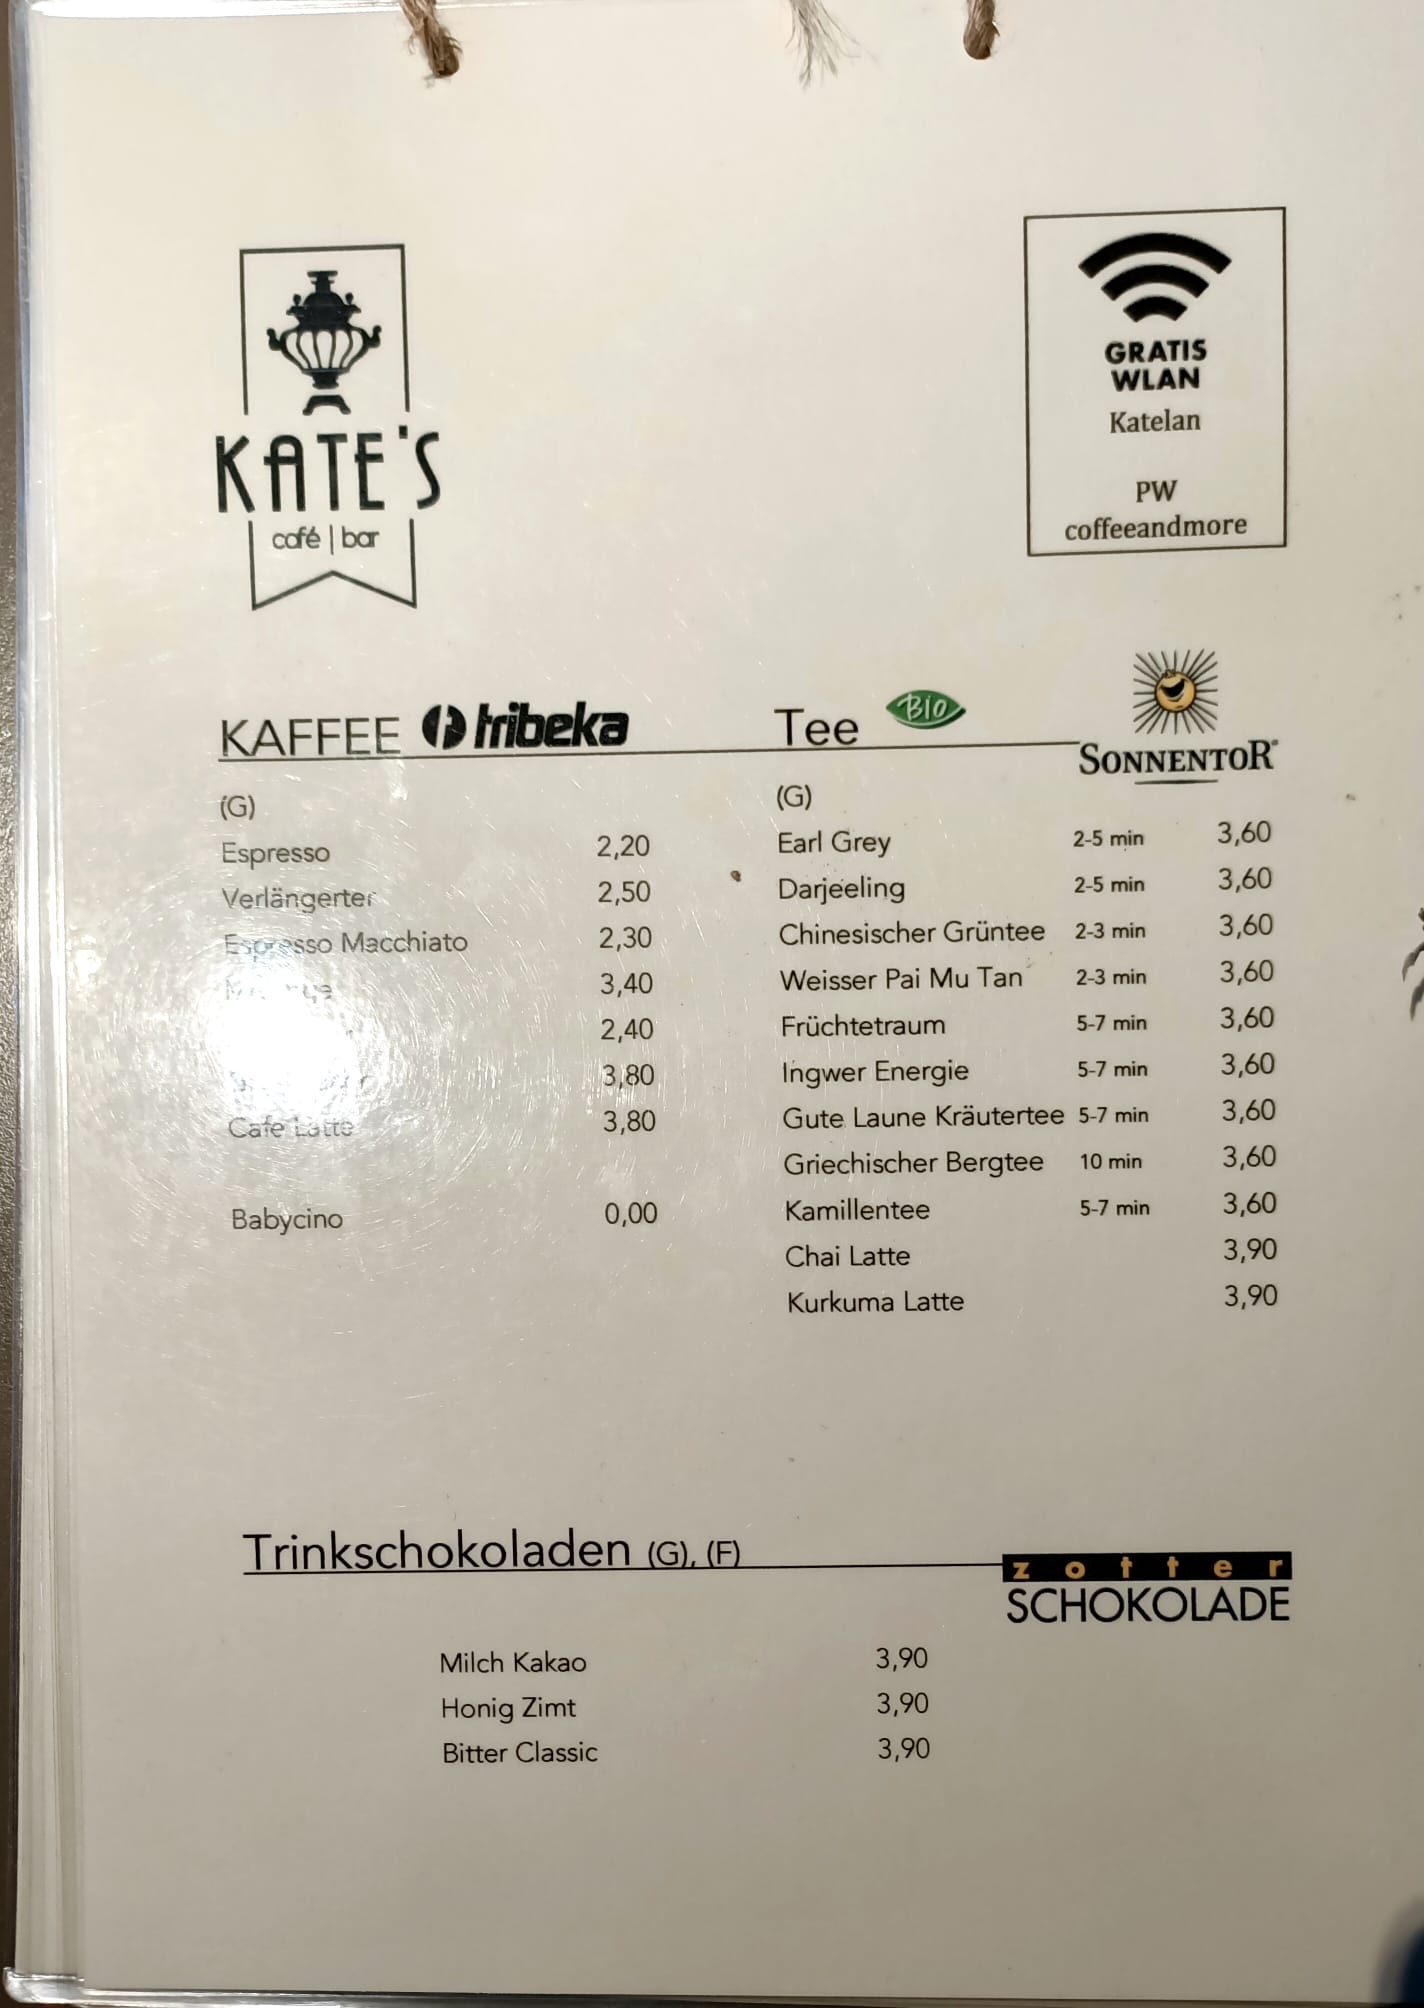 KATE'S
café | bar
GRATIS
WLAN
Katelan
PW
coffeeandmore
KAFFEE tribeka
(G)
Espresso 2,20
Verlängerter 2,50
Espresso Macchiato 2,30
3,40
2,40
3,80
Cafe Latte 3,80
Babycino 0,00
Tee BIO SONNENTOR®
(G)
Earl Grey 2-5 min 3,60
Darjeeling 2-5 min 3,60
Chinesischer Grüntee 2-3 min 3,60
Weisser Pai Mu Tan 2-3 min 3,60
Früchtetraum 5-7 min 3,60
Ingwer Energie 5-7 min 3,60
Gute Laune Kräutertee 5-7 min 3,60
Griechischer Bergtee 10 min 3,60
Kamillentee 5-7 min 3,60
Chai Latte 3,90
Kurkuma Latte 3,90
Trinkschokoladen (G), (F)
zotter
SCHOKOLADE
Milch Kakao 3,90
Honig Zimt 3,90
Bitter Classic 3,90